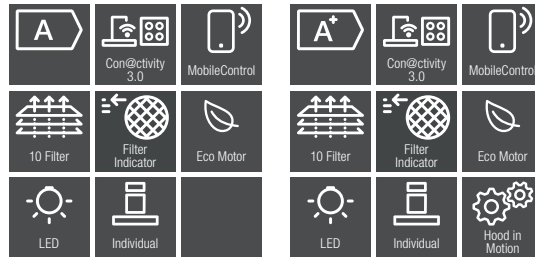 A
Con@ctivity
3.0
MobileControl
10 Filter
Filter
Indicator
Eco Motor
LED
Individual
A+
Con@ctivity
3.0
MobileControl
10 Filter
Filter
Indicator
Eco Motor
LED
Individual
Hood in
Motion